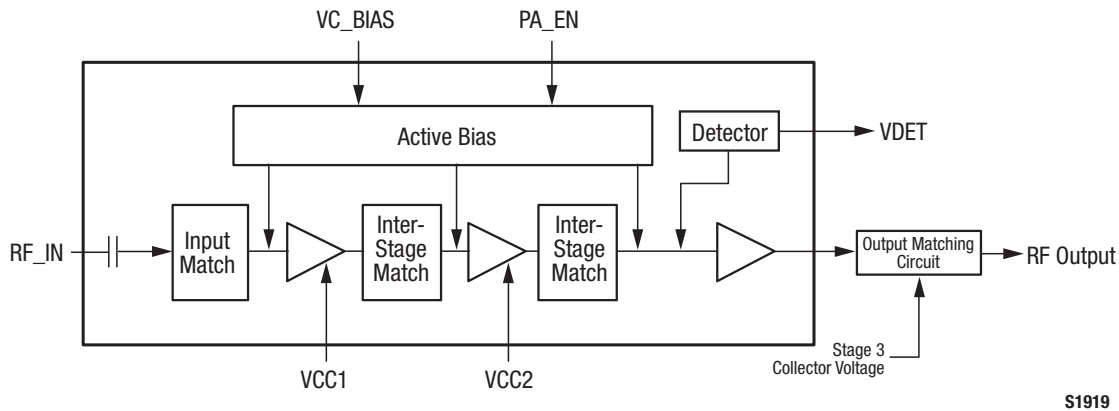 VC_BIAS
PA_EN
Active Bias
Detector
VDET
RF_IN
Input
Match
Inter-
Stage
Match
Inter-
Stage
Match
Output Matching
Circuit
RF Output
Stage 3
Collector Voltage
VCC1
VCC2
S1919